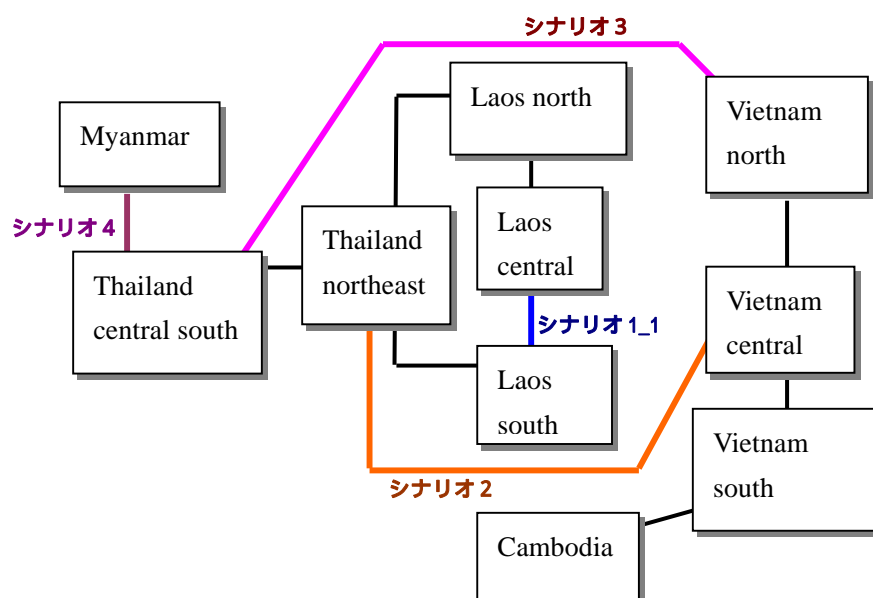 シナリオ 3
Laos north
Vietnam
north
Myanmar
シナリオ 4
Thailand
northeast
Laos
central
Thailand
central south
Vietnam
central
シナリオ 1_1
Laos
south
Vietnam
south
シナリオ 2
Cambodia